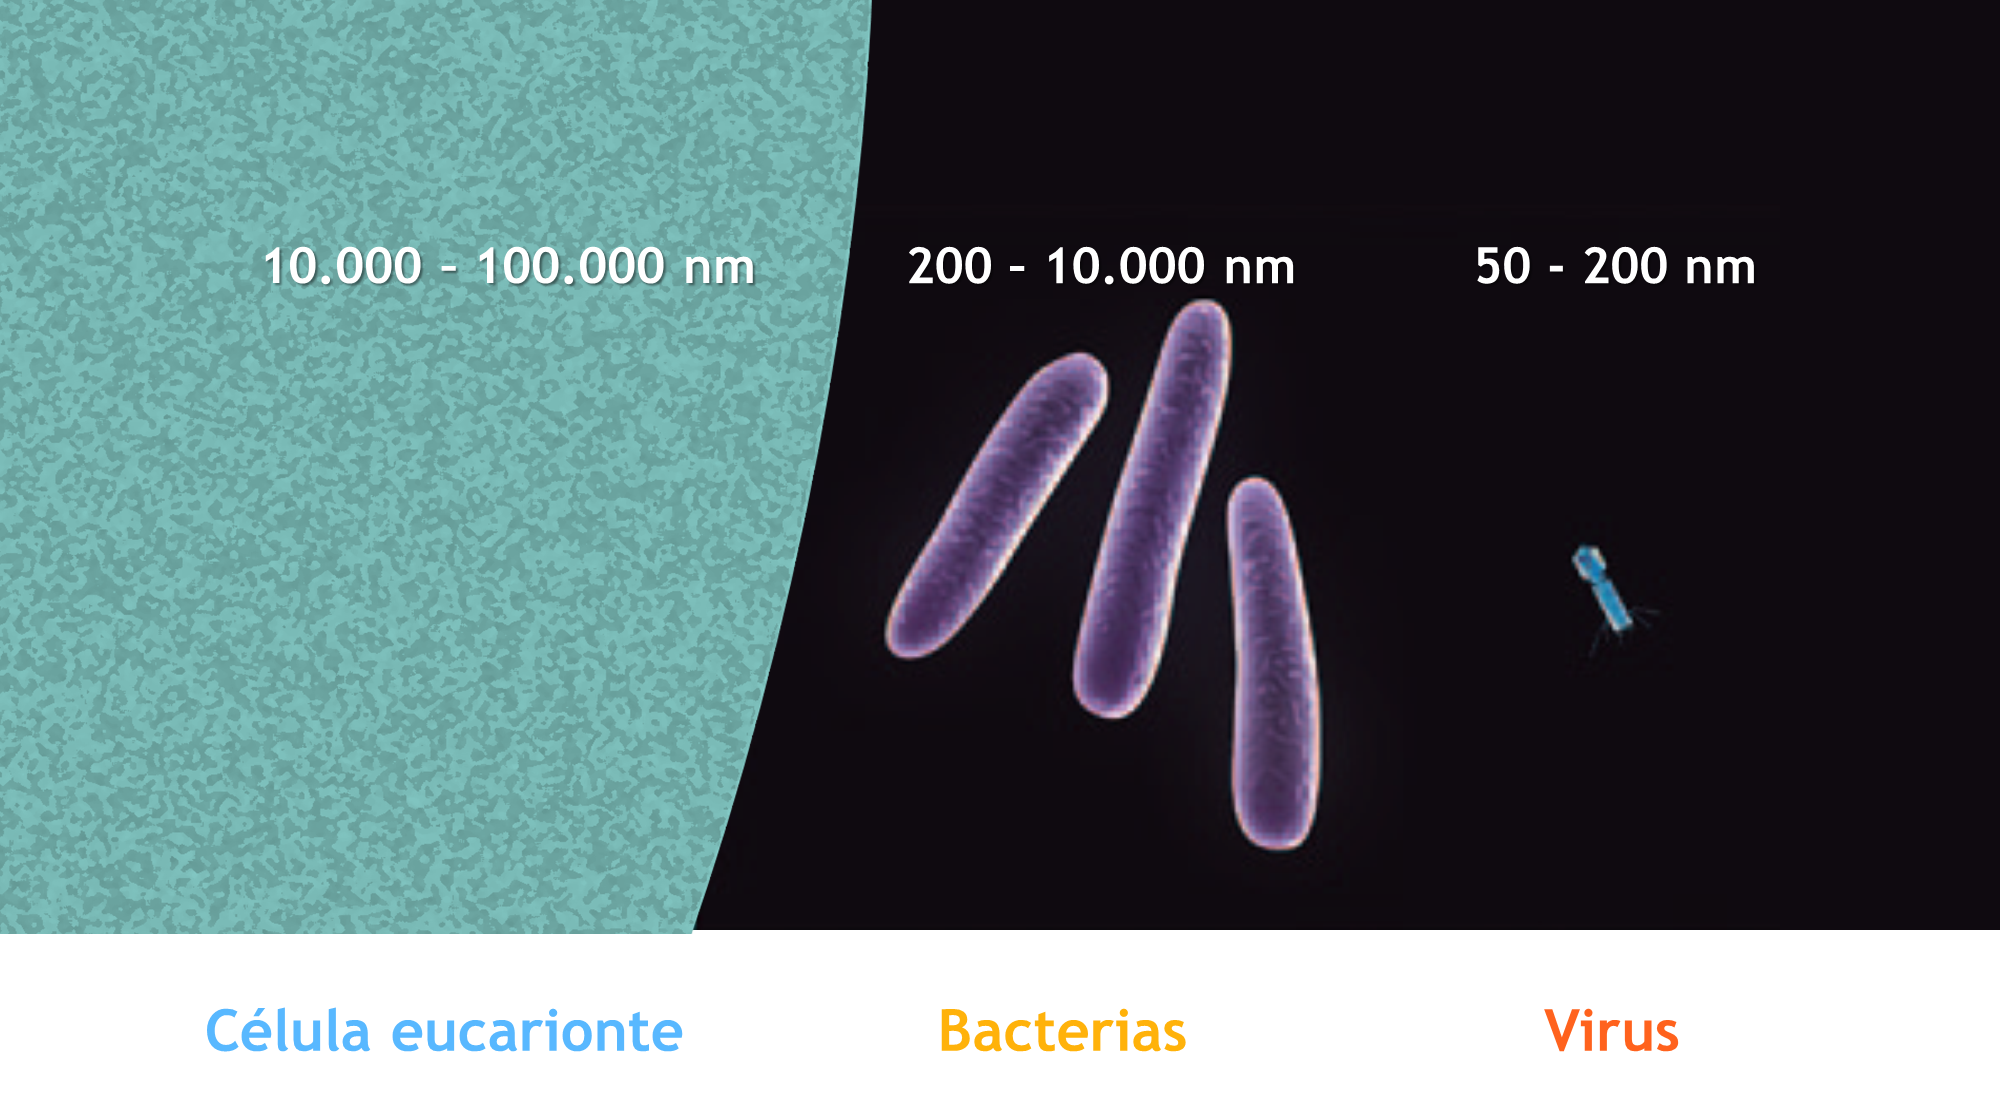 10.000 – 100.000 nm
200 – 10.000 nm
50 - 200 nm
Célula eucarionte
Bacterias
Virus